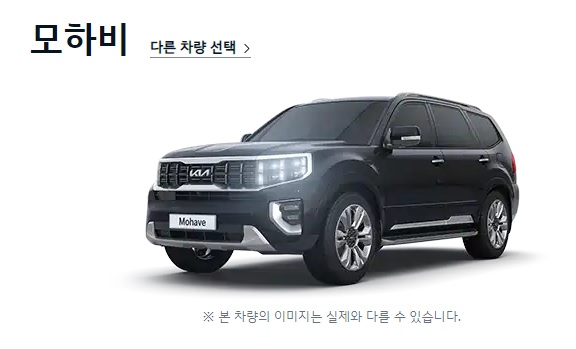 모하비
다른 차량 선택 >
KIA
Mohave
※ 본 차량의 이미지는 실제와 다를 수 있습니다.